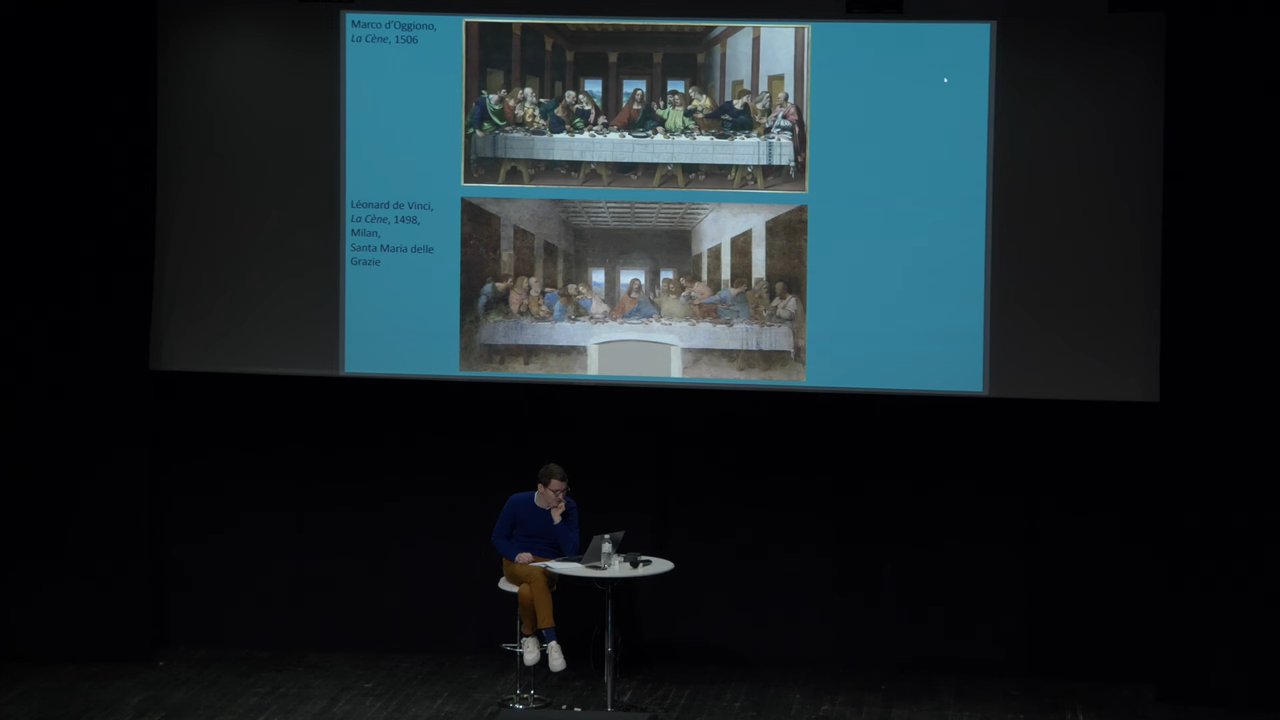 Marco d'Oggiono,
La Cène, 1506
Léonard de Vinci,
La Cène, 1498,
Milan,
Santa Maria delle
Grazie